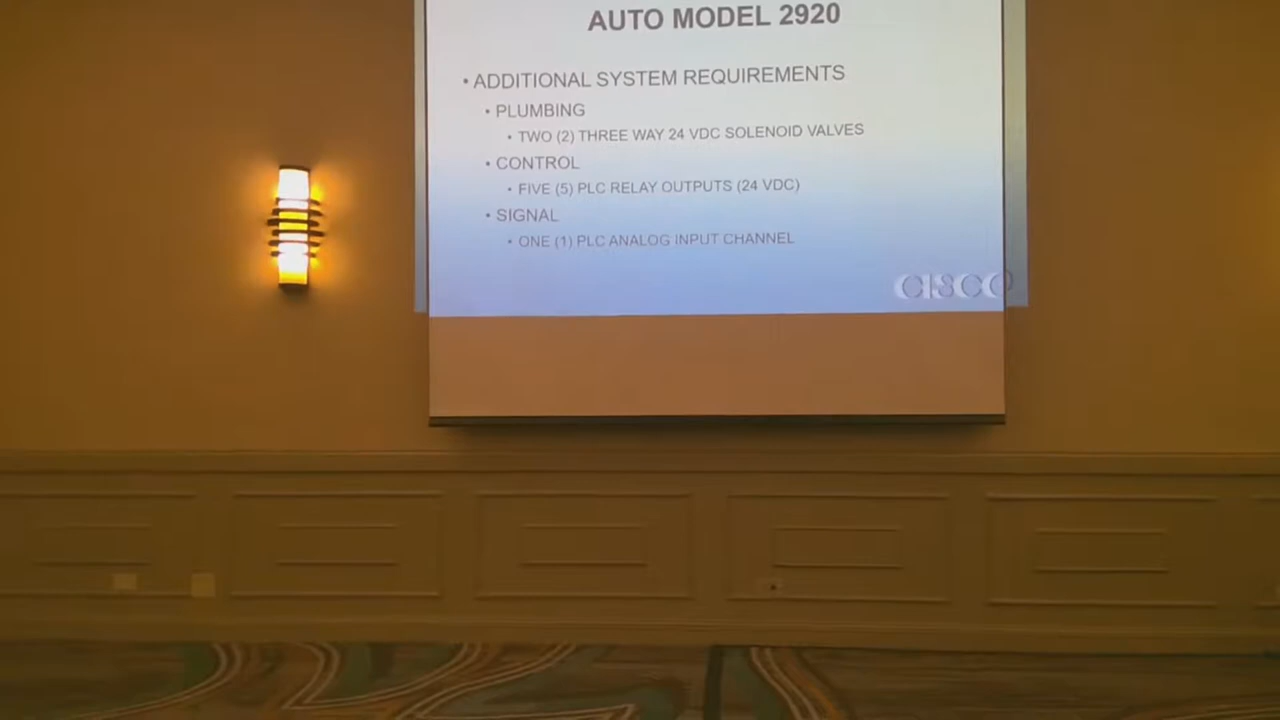 AUTO MODEL 2920
• ADDITIONAL SYSTEM REQUIREMENTS
• PLUMBING
• TWO (2) THREE WAY 24 VDC SOLENOID VALVES
• CONTROL
• FIVE (5) PLC RELAY OUTPUTS (24 VDC)
• SIGNAL
• ONE (1) PLC ANALOG INPUT CHANNEL
CISCO